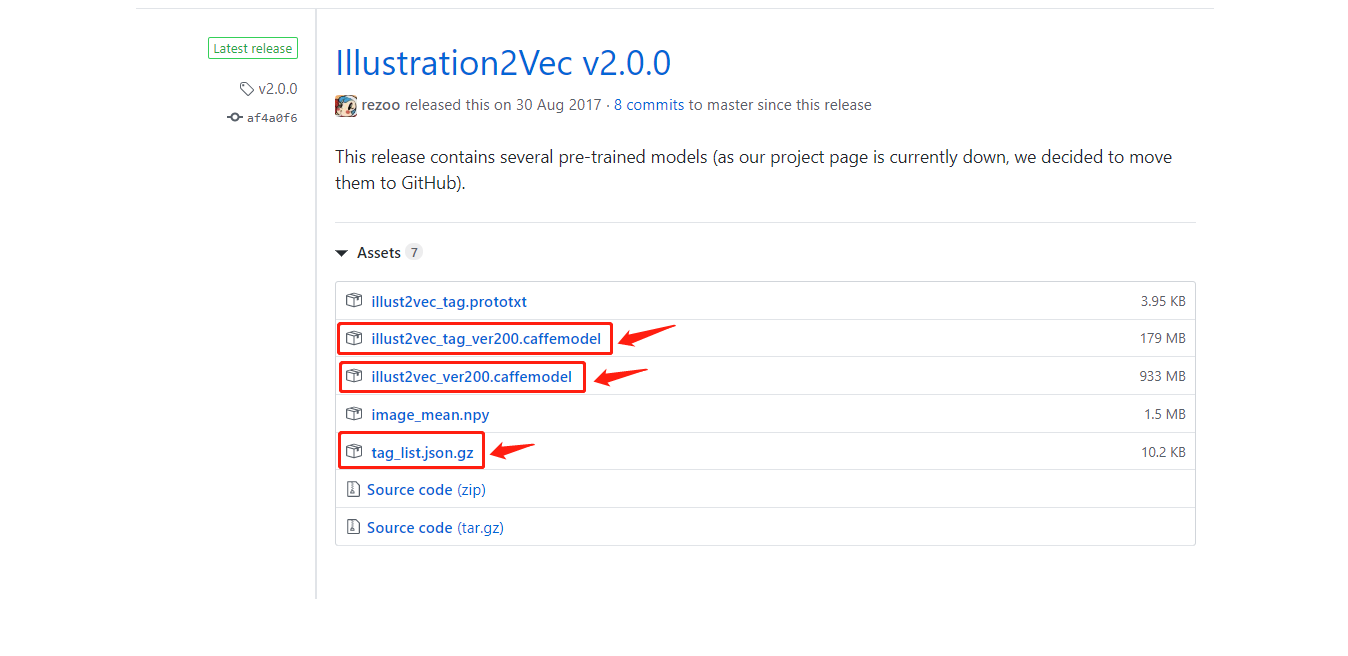 Latest release
v2.0.0
af4a0f6
Illustration2Vec v2.0.0
rezoo released this on 30 Aug 2017 · 8 commits to master since this release
This release contains several pre-trained models (as our project page is currently down, we decided to move
them to GitHub).
Assets 7
illust2vec_tag.prototxt 3.95 KB
illust2vec_tag_ver200.caffemodel 179 MB
illust2vec_ver200.caffemodel 933 MB
image_mean.npy 1.5 MB
tag_list.json.gz 10.2 KB
Source code (zip)
Source code (tar.gz)